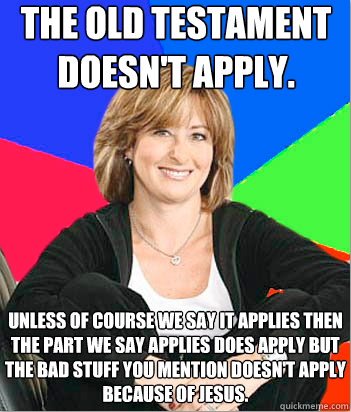 THE OLD TESTAMENT
DOESN'T APPLY.
UNLESS OF COURSE WE SAY IT APPLIES THEN
THE PART WE SAY APPLIES DOES APPLY BUT
THE BAD STUFF YOU MENTION DOESN'T APPLY
BECAUSE OF JESUS.
quickmeme.com